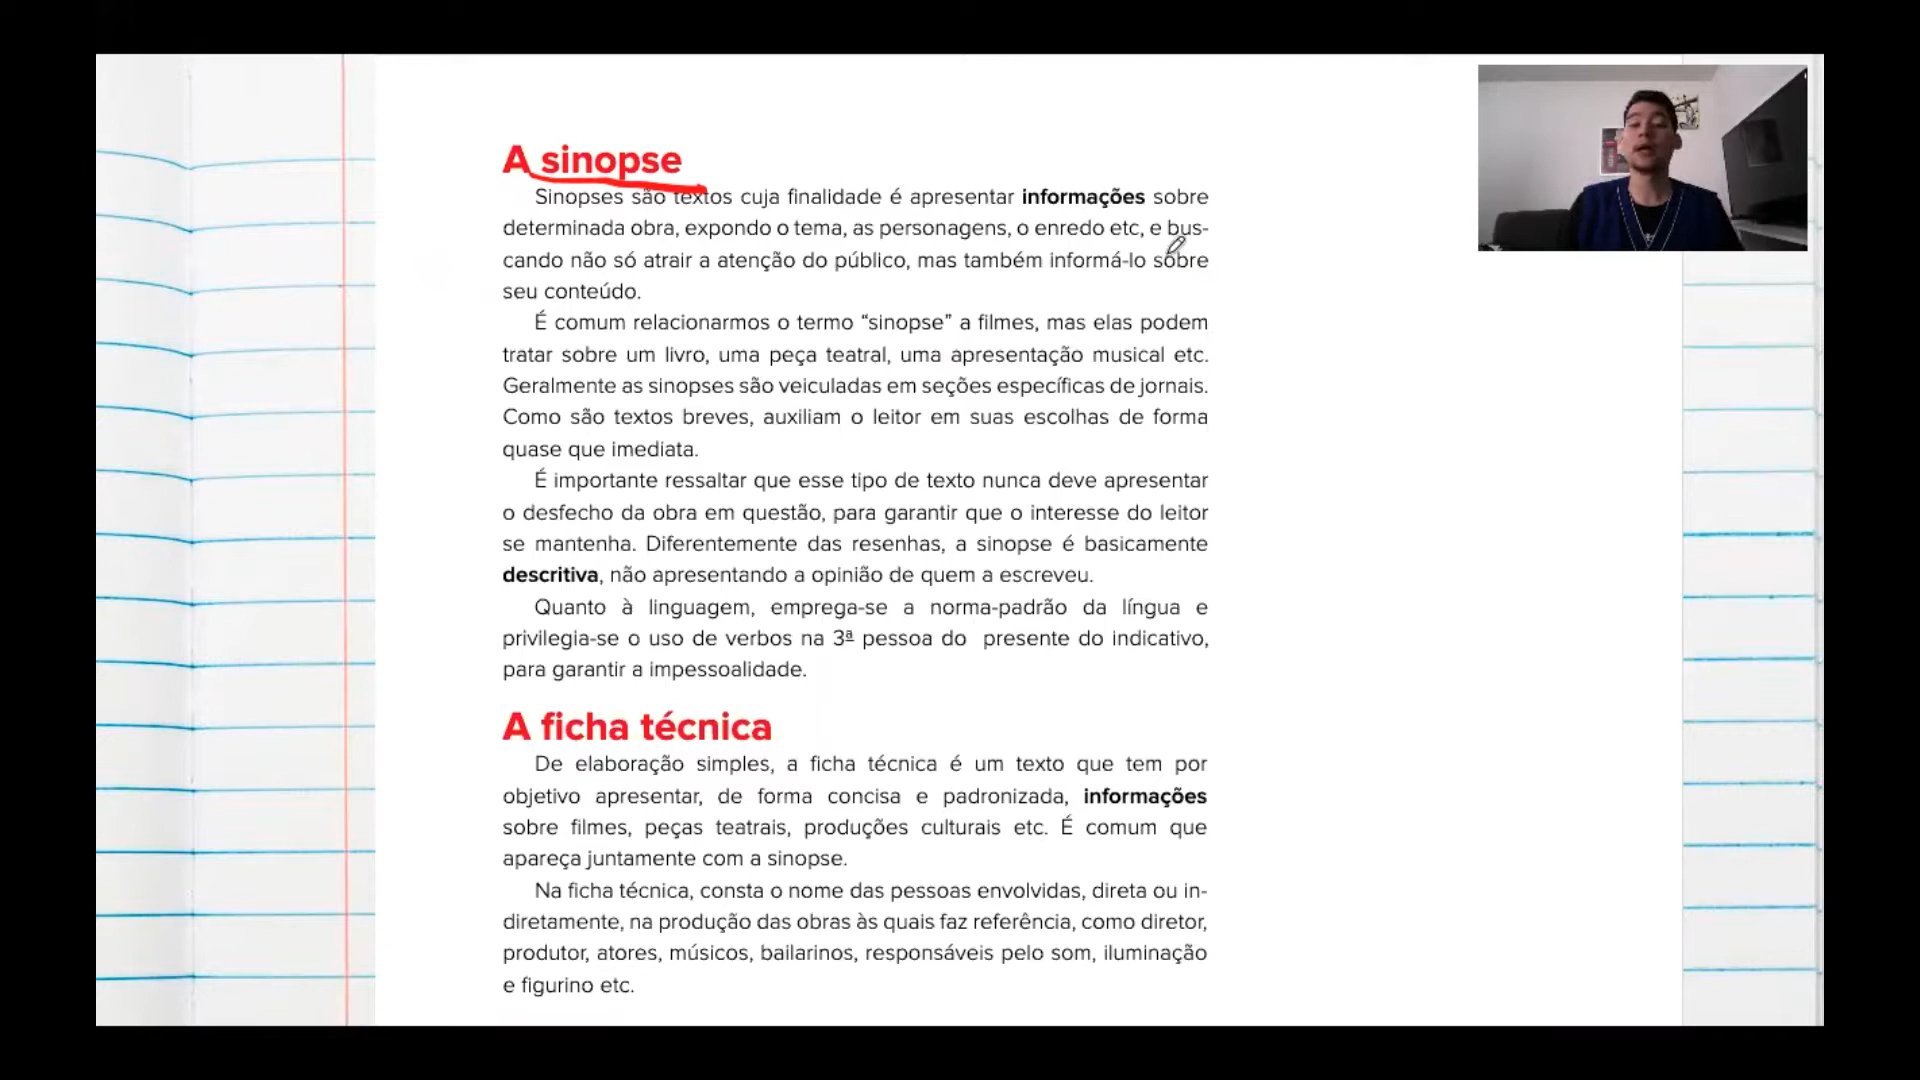 A sinopse
Sinopses são textos cuja finalidade é apresentar informações sobre
determinada obra, expondo o tema, as personagens, o enredo etc, e bus-
cando não só atrair a atenção do público, mas também informá-lo sobre
seu conteúdo.
É comum relacionarmos o termo “sinopse” a filmes, mas elas podem
tratar sobre um livro, uma peça teatral, uma apresentação musical etc.
Geralmente as sinopses são veiculadas em seções específicas de jornais.
Como são textos breves, auxiliam o leitor em suas escolhas de forma
quase que imediata.
É importante ressaltar que esse tipo de texto nunca deve apresentar
o desfecho da obra em questão, para garantir que o interesse do leitor
se mantenha. Diferentemente das resenhas, a sinopse é basicamente
descritiva, não apresentando a opinião de quem a escreveu.
Quanto à linguagem, emprega-se a norma-padrão da língua e
privilegia-se o uso de verbos na 3ª pessoa do presente do indicativo,
para garantir a impessoalidade.
A ficha técnica
De elaboração simples, a ficha técnica é um texto que tem por
objetivo apresentar, de forma concisa e padronizada, informações
sobre filmes, peças teatrais, produções culturais etc. É comum que
apareça juntamente com a sinopse.
Na ficha técnica, consta o nome das pessoas envolvidas, direta ou in-
diretamente, na produção das obras às quais faz referência, como diretor,
produtor, atores, músicos, bailarinos, responsáveis pelo som, iluminação
e figurino etc.